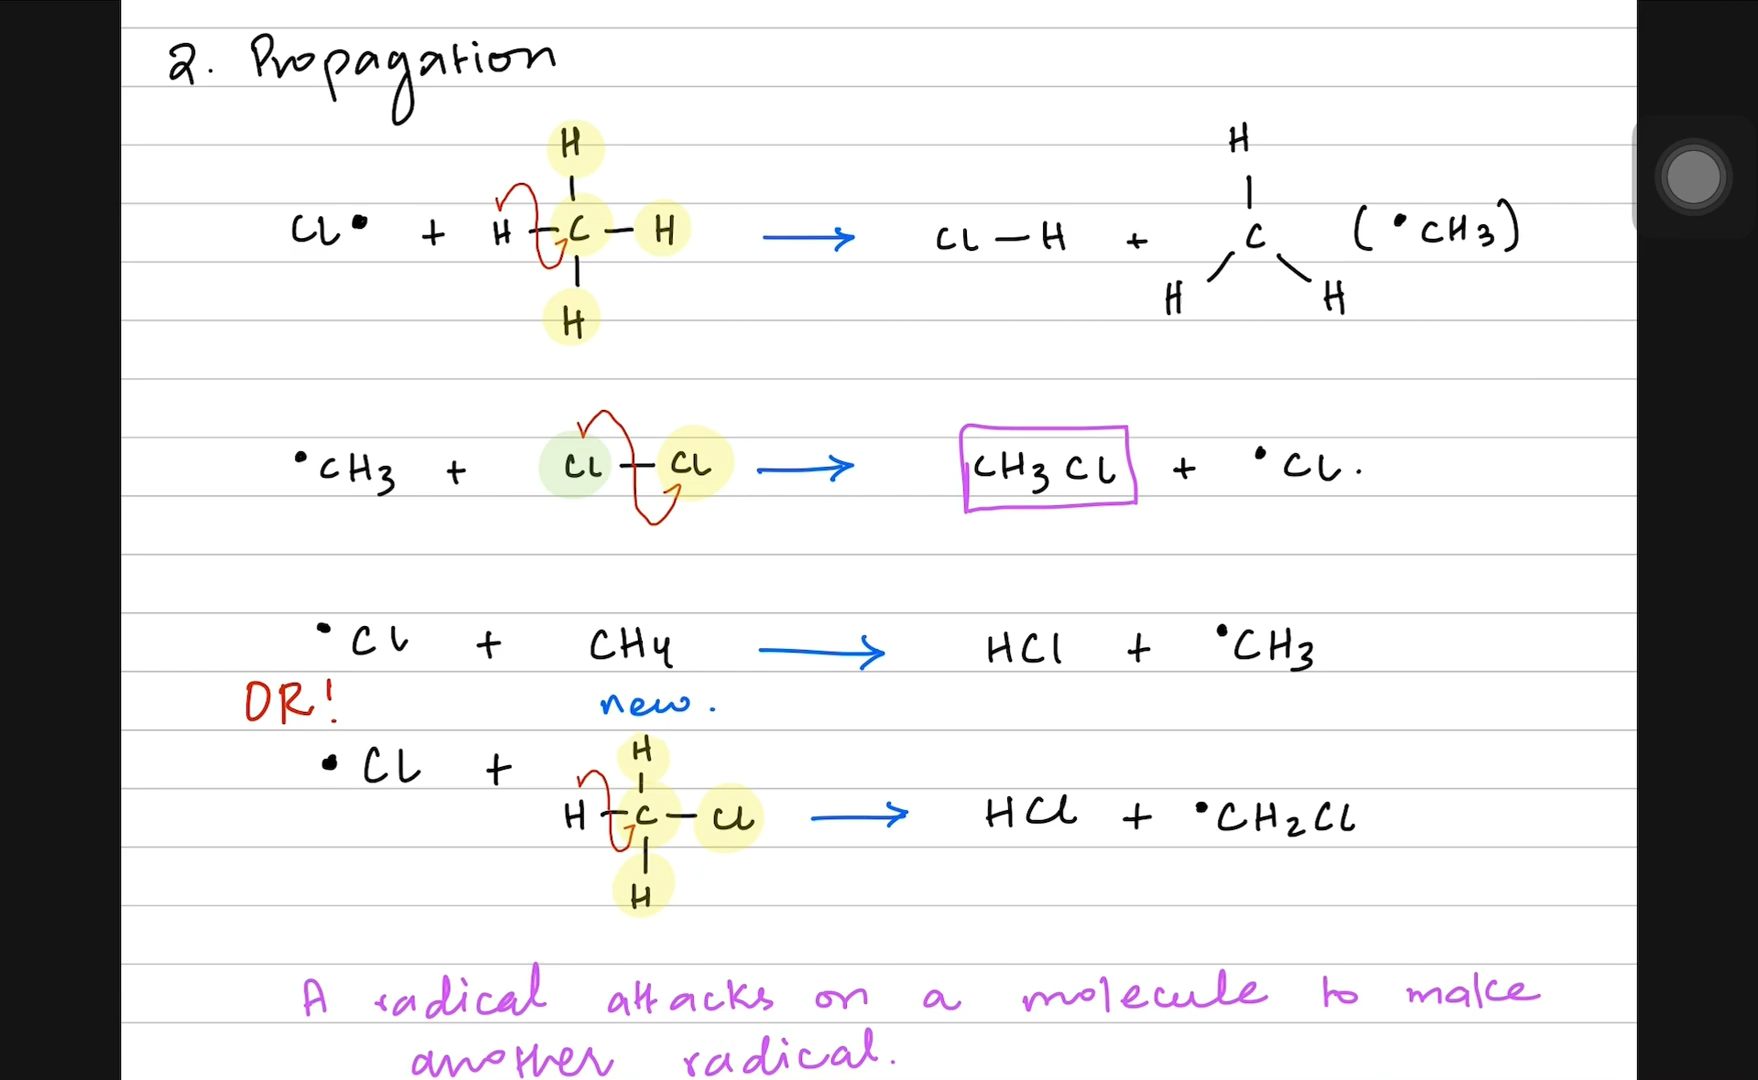 2. Propagation
H H
Cl• + H – C – H → Cl – H + C (•CH3)
H H H
•CH3 + Cl – Cl → CH3Cl + •Cl.
•Cl + CH4 → HCl + •CH3
OR! new.
H
•Cl +
H – C – Cl → HCl + •CH2Cl
H
A radical attacks on a molecule to make
another radical.